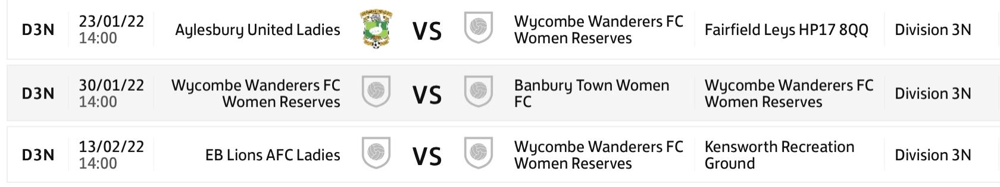 D3N
23/01/22
14:00
Aylesbury United Ladies
VS
Wycombe Wanderers FC
Women Reserves
Fairfield Leys HP17 8QQ
Division 3N
D3N
30/01/22
14:00
Wycombe Wanderers FC
Women Reserves
VS
Banbury Town Women
FC
Wycombe Wanderers FC
Women Reserves
Division 3N
D3N
13/02/22
14:00
EB Lions AFC Ladies
VS
Wycombe Wanderers FC
Women Reserves
Kensworth Recreation
Ground
Division 3N